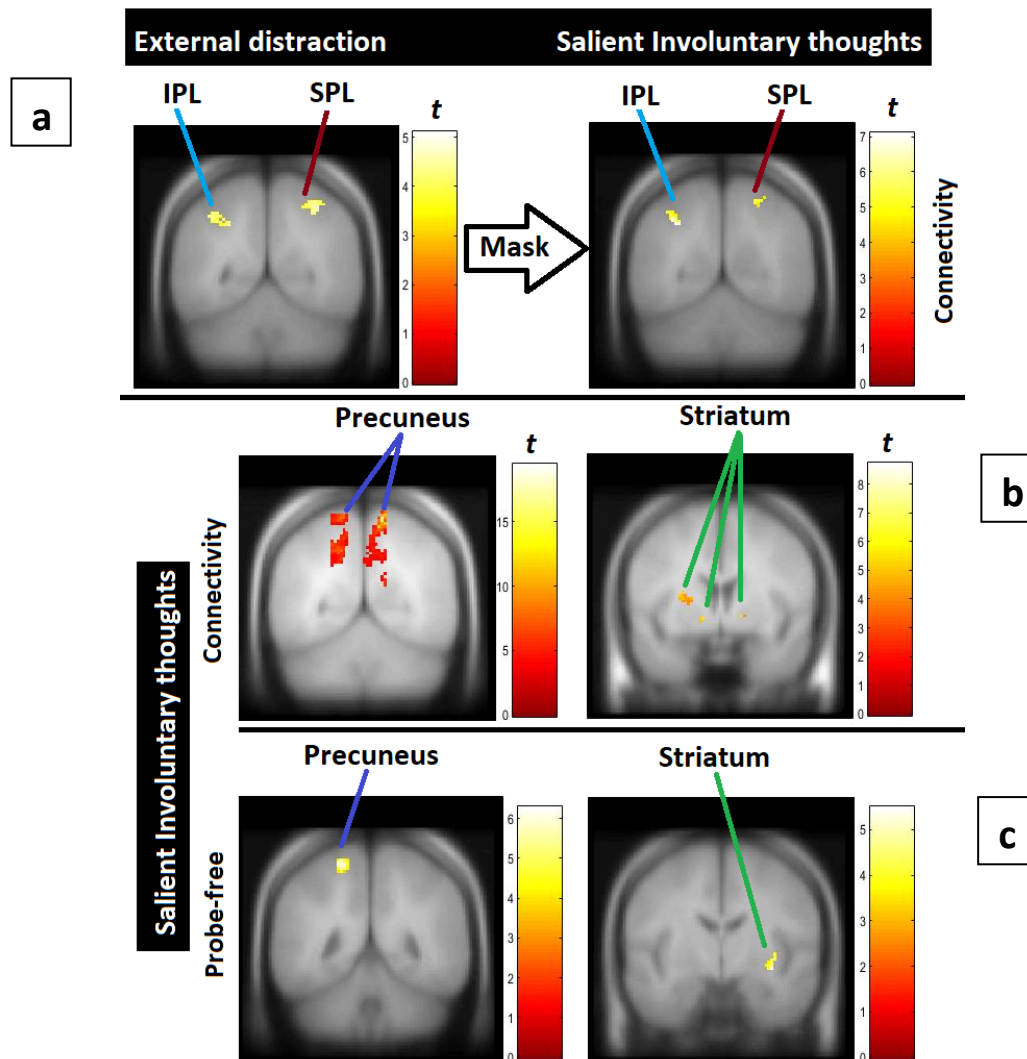 External distraction
Salient Involuntary thoughts
a
IPL
SPL
t
IPL
SPL
t
5
4
3
2
1
0
Mask
7
6
5
4
3
2
1
0
Connectivity
Precuneus
t
Striatum
t
b
15
10
5
0
8
7
6
5
4
3
2
1
0
Connectivity
Salient Involuntary thoughts
Precuneus
Striatum
c
6
5
4
3
2
1
0
5
4
3
2
1
0
Probe-free